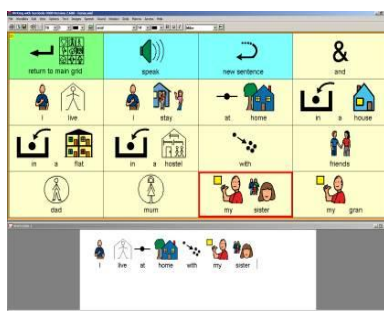 return to main grid speak new sentence and
&
I live I stay at home in a house
in a flat in a hostel with friends
dad mum my sister my gran
I live at home with my sister